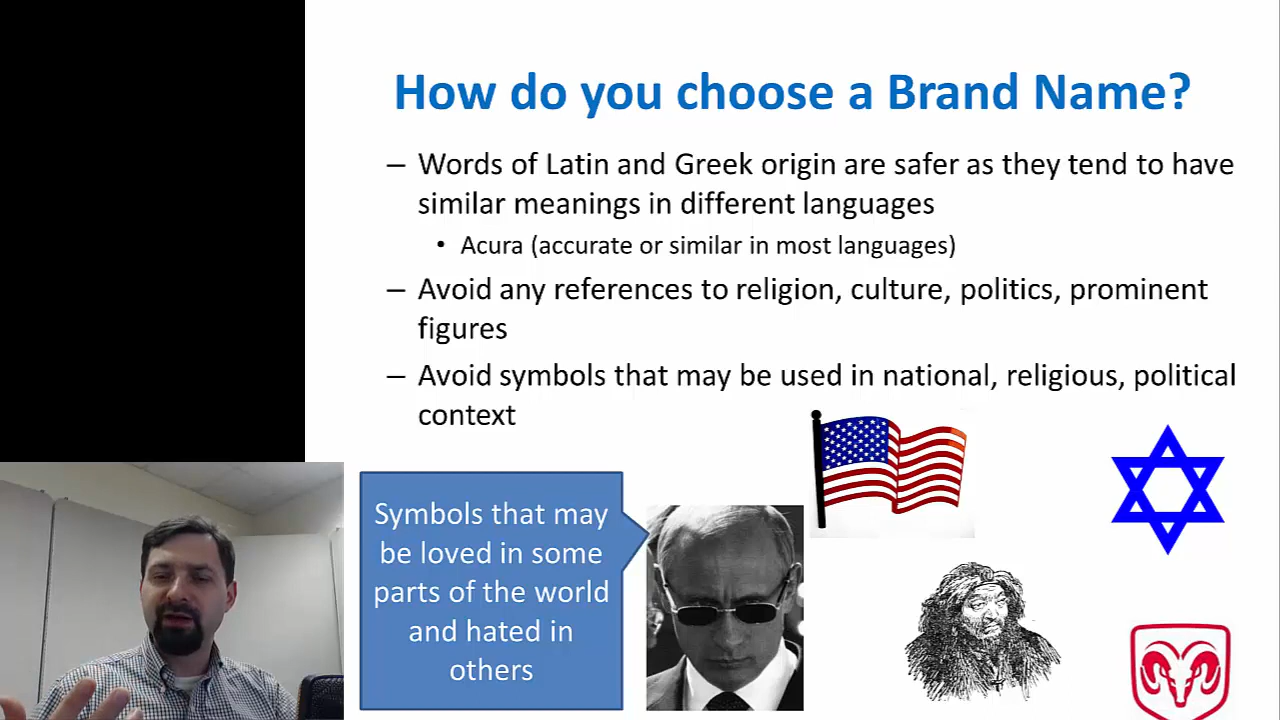 How do you choose a Brand Name?
– Words of Latin and Greek origin are safer as they tend to have
similar meanings in different languages
• Acura (accurate or similar in most languages)
– Avoid any references to religion, culture, politics, prominent
figures
– Avoid symbols that may be used in national, religious, political
context
Symbols that may
be loved in some
parts of the world
and hated in
others